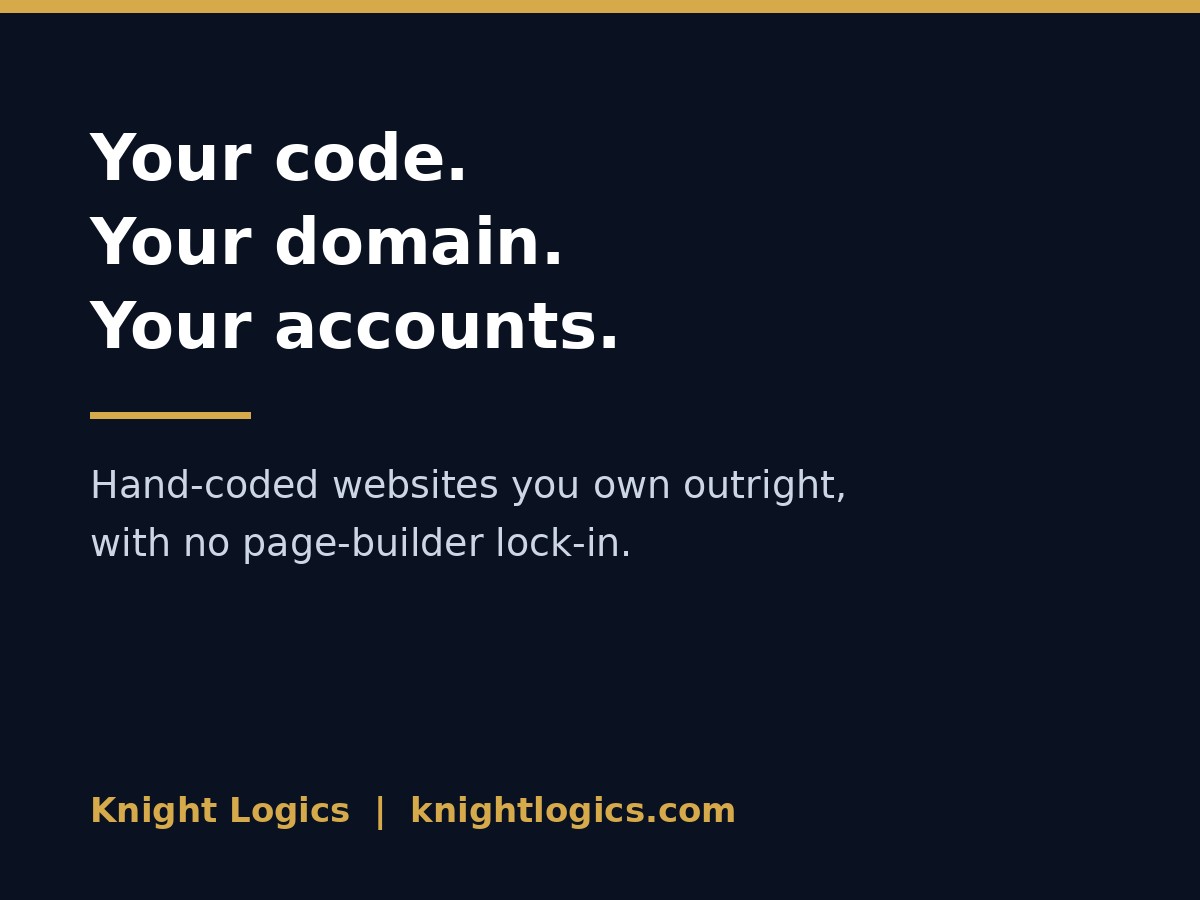 Your code.
Your domain.
Your accounts.
Hand-coded websites you own outright,
with no page-builder lock-in.
Knight Logics | knightlogics.com